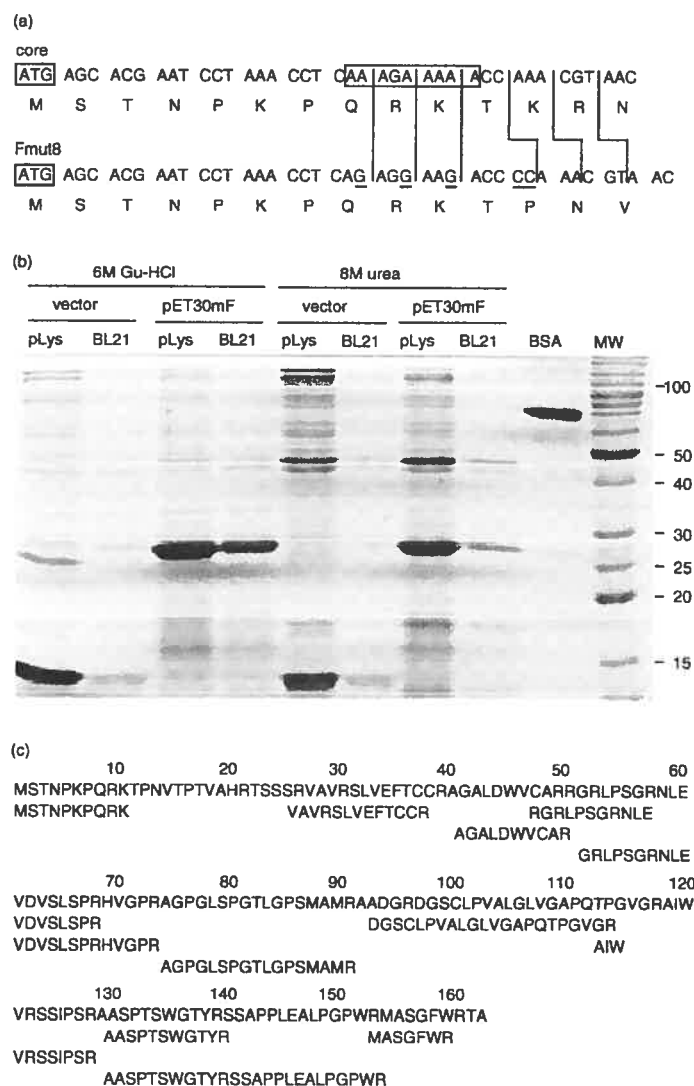 (a)
core
ATG AGC ACG AAT CCT AAA CCT CAA AGA AAA ACC AAA CGT AAC
M S T N P K P Q R K T K R N
Fmut8
ATG AGC ACG AAT CCT AAA CCT CAG AGG AAG ACC CCA AAC GTA AC
M S T N P K P Q R K T P N V
(b)
6M Gu-HCl 8M urea
vector pET30mF vector pET30mF
pLys BL21 pLys BL21 pLys BL21 pLys BL21 BSA MW
100
50
40
30
25
20
15
(c)
10 20 30 40 50 60
MSTNPKPQRKTPNVTPTVAHRTSSSRVAVRSLVEFTCCRAGALDWVCARRGRLPSGRNLE
MSTNPKPQRK VAVRSLVEFTCCR RGRLPSGRNLE
AGALDWVCAR
GRLPSGRNLE
70 80 90 100 110 120
VDVSLSPRHVGPRAGPGLSPGTLGPSMAMRAADGRDGSCLPVALGLVGAPQTPGVGRAIW
VDVSLSPR DGSCLPVALGLVGAPQTPGVGR
VDVSLSPRHVGPR AIW
AGPGLSPGTLGPSMAMR
130 140 150 160
VRSSIPSRAASPTSWGTYRSSAPPLEALPGPWRMASGFWRTA
AASPTSWGTYR MASGFWR
VRSSIPSR
AASPTSWGTYRSSAPPLEALPGPWR